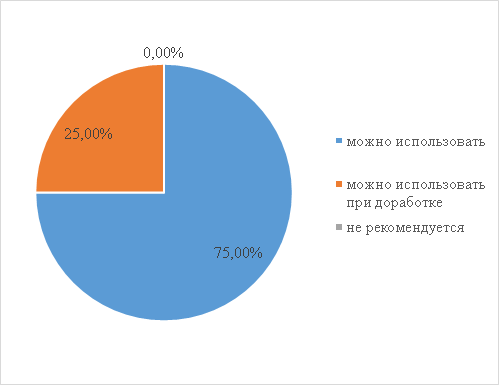 0,00%
25,00%
75,00%
можно использовать
можно использовать
при доработке
не рекомендуется